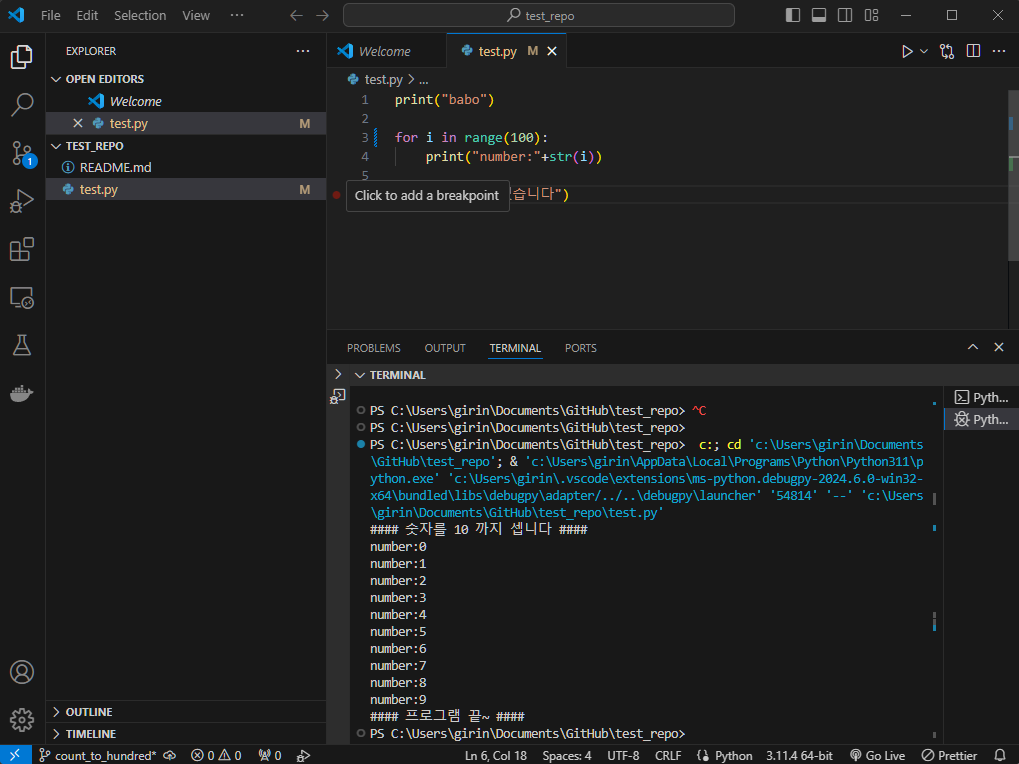 File Edit Selection View ··· test_repo
EXPLORER ···
OPEN EDITORS
Welcome
test.py M
TEST_REPO
README.md
test.py M
OUTLINE
TIMELINE
1
Welcome test.py M ···
test.py > ...
1 print("babo")
2
3 for i in range(100):
4 print("number:"+str(i))
5
습니다")
Click to add a breakpoint
PROBLEMS OUTPUT TERMINAL PORTS
TERMINAL
PS C:\Users\girin\Documents\GitHub\test_repo> ^C
PS C:\Users\girin\Documents\GitHub\test_repo>
PS C:\Users\girin\Documents\GitHub\test_repo> c:; cd 'c:\Users\girin\Documents
\GitHub\test_repo'; & 'c:\Users\girin\AppData\Local\Programs\Python\Python311\p
ython.exe' 'c:\Users\girin\.vscode\extensions\ms-python.debugpy-2024.6.0-win32-
x64\bundled\libs\debugpy\adapter/../..\debugpy\launcher' '54814' '--' 'c:\Users
\girin\Documents\GitHub\test_repo\test.py'
#### 숫자를 10 까지 셉니다 ####
number:0
number:1
number:2
number:3
number:4
number:5
number:6
number:7
number:8
number:9
#### 프로그램 끝~ ####
PS C:\Users\girin\Documents\GitHub\test_repo>
Pyth...
Pyth...
count_to_hundred* 0 0 0 Ln 6, Col 18 Spaces: 4 UTF-8 CRLF Python 3.11.4 64-bit Go Live Prettier